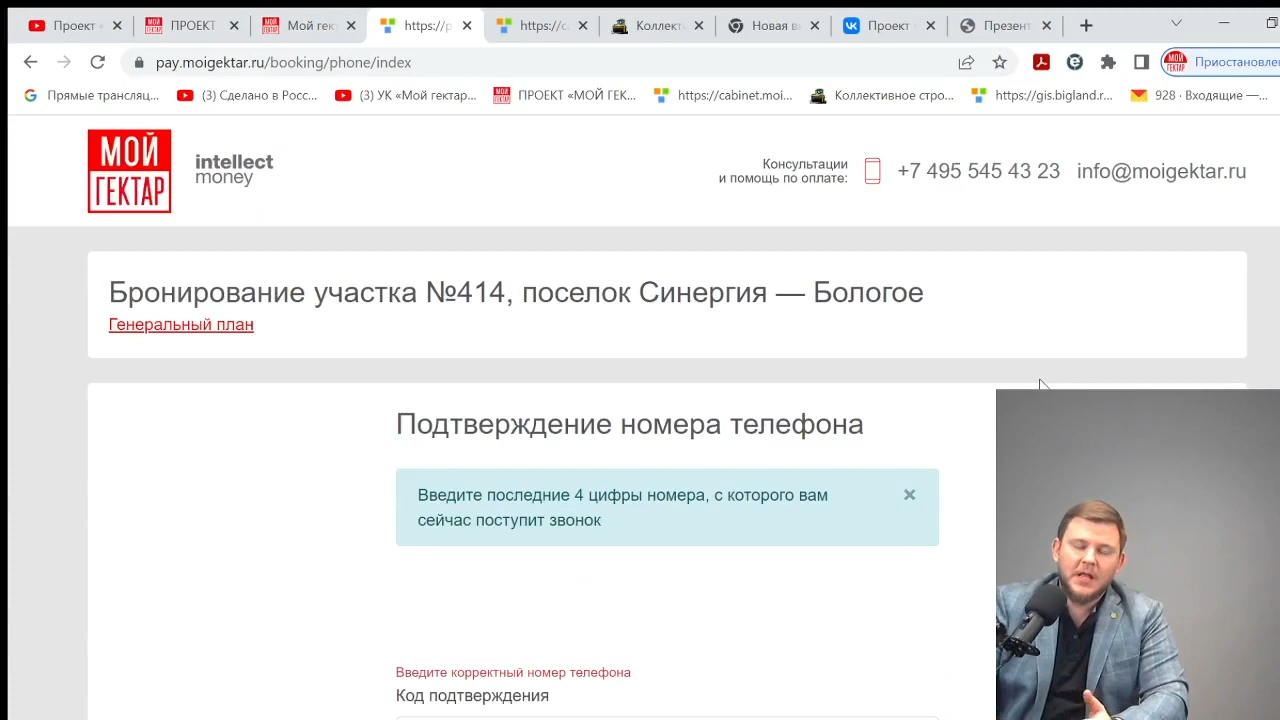 Проект
ПРОЕКТ
Мой гек
https://p
https://c
Коллект
Новая в
Проект
Презент
pay.moigektar.ru/booking/phone/index
Приостановлен
Прямые трансляц...
(3) Сделано в Росс...
(3) УК «Мой гектар...
ПРОЕКТ «МОЙ ГЕК...
https://cabinet.moi...
Коллективное стро...
https://gis.bigland.r...
928 · Входящие —...
МОЙ
ГЕКТАР
intellect
money
Консультации
и помощь по оплате:
+7 495 545 43 23
info@moigektar.ru
Бронирование участка №414, поселок Синергия — Бологое
Генеральный план
Подтверждение номера телефона
Введите последние 4 цифры номера, с которого вам
сейчас поступит звонок
Введите корректный номер телефона
Код подтверждения